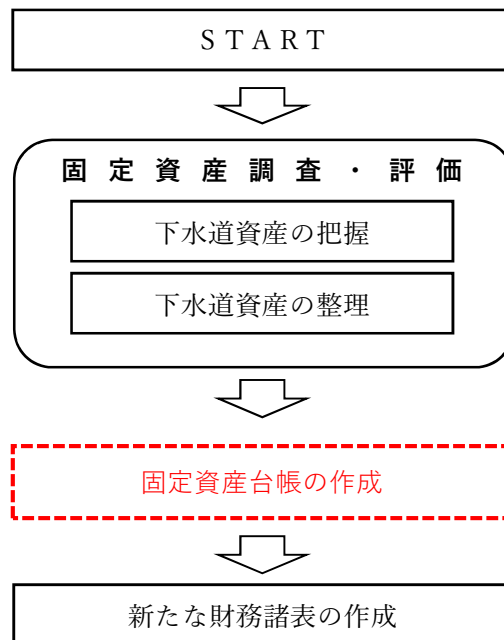 START
固定資産調査・評価
下水道資産の把握
下水道資産の整理
固定資産台帳の作成
新たな財務諸表の作成